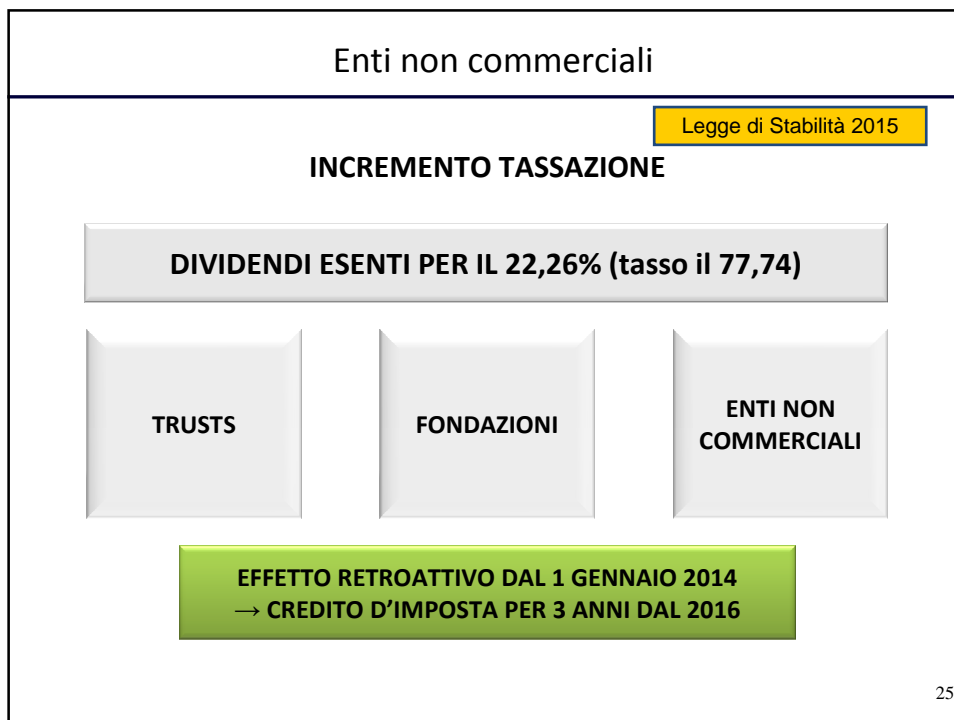 Enti non commerciali
Legge di Stabilità 2015
INCREMENTO TASSAZIONE
DIVIDENDI ESENTI PER IL 22,26% (tasso il 77,74)
TRUSTS
FONDAZIONI
ENTI NON
COMMERCIALI
EFFETTO RETROATTIVO DAL 1 GENNAIO 2014
→ CREDITO D'IMPOSTA PER 3 ANNI DAL 2016
25